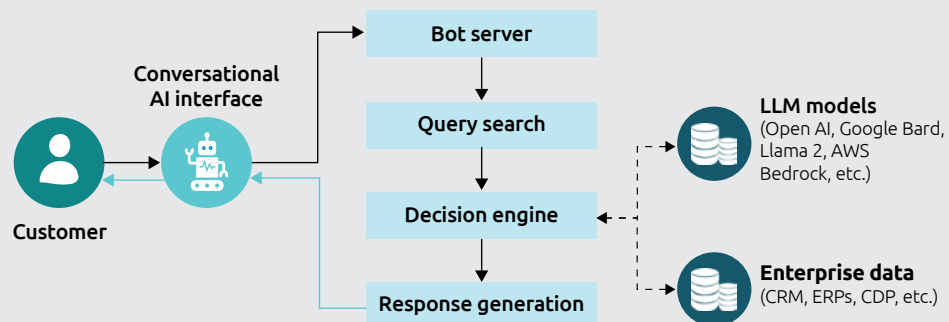 Bot server
Conversational
AI interface
Query search
LLM models
(Open AI, Google Bard,
Llama 2, AWS
Bedrock, etc.)
Customer
Decision engine
Enterprise data
(CRM, ERPs, CDP, etc.)
Response generation